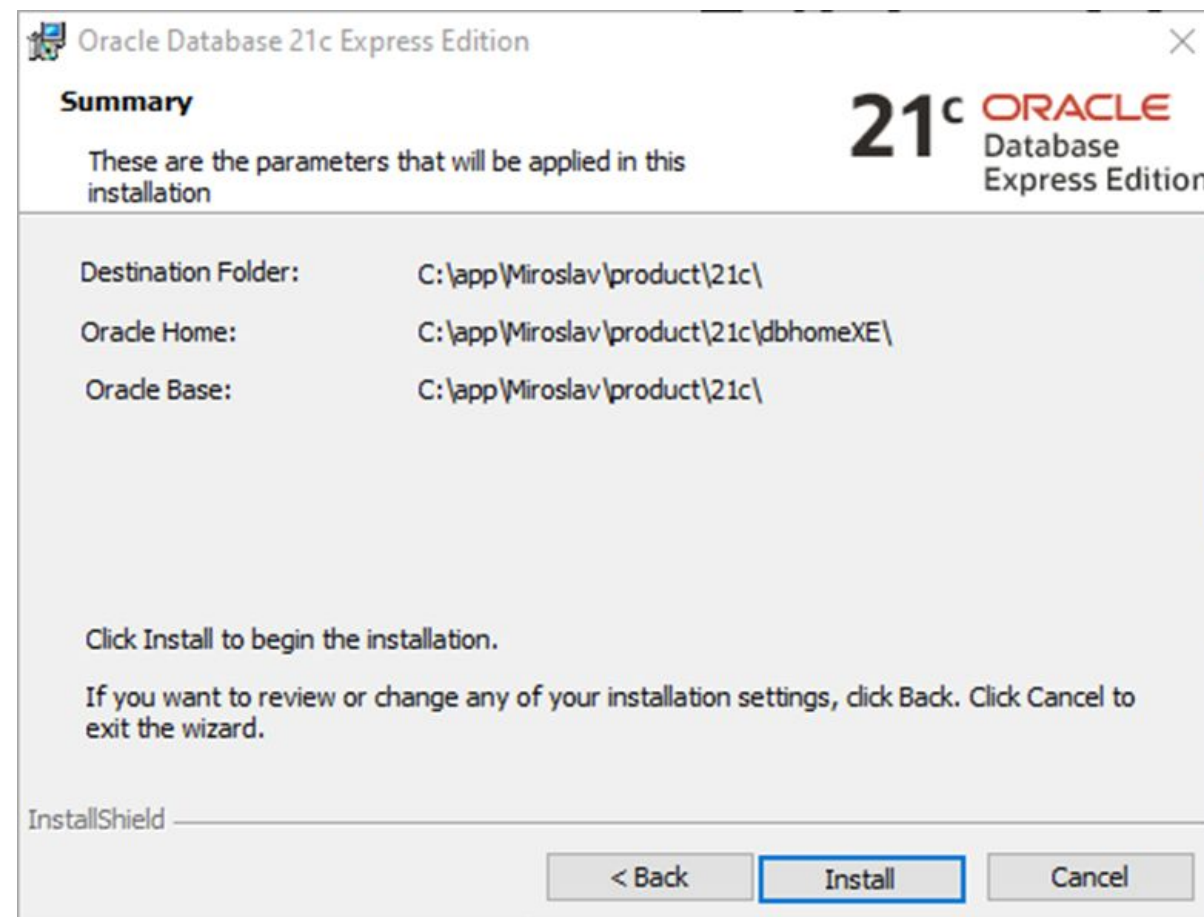 Oracle Database 21c Express Edition
Summary
These are the parameters that will be applied in this
installation
21c ORACLE
Database
Express Edition
Destination Folder: C:\app\Miroslav\product\21c\
Oracle Home: C:\app\Miroslav\product\21c\dbhomeXE\
Oracle Base: C:\app\Miroslav\product\21c\
Click Install to begin the installation.
If you want to review or change any of your installation settings, click Back. Click Cancel to
exit the wizard.
InstallShield
< Back Install Cancel